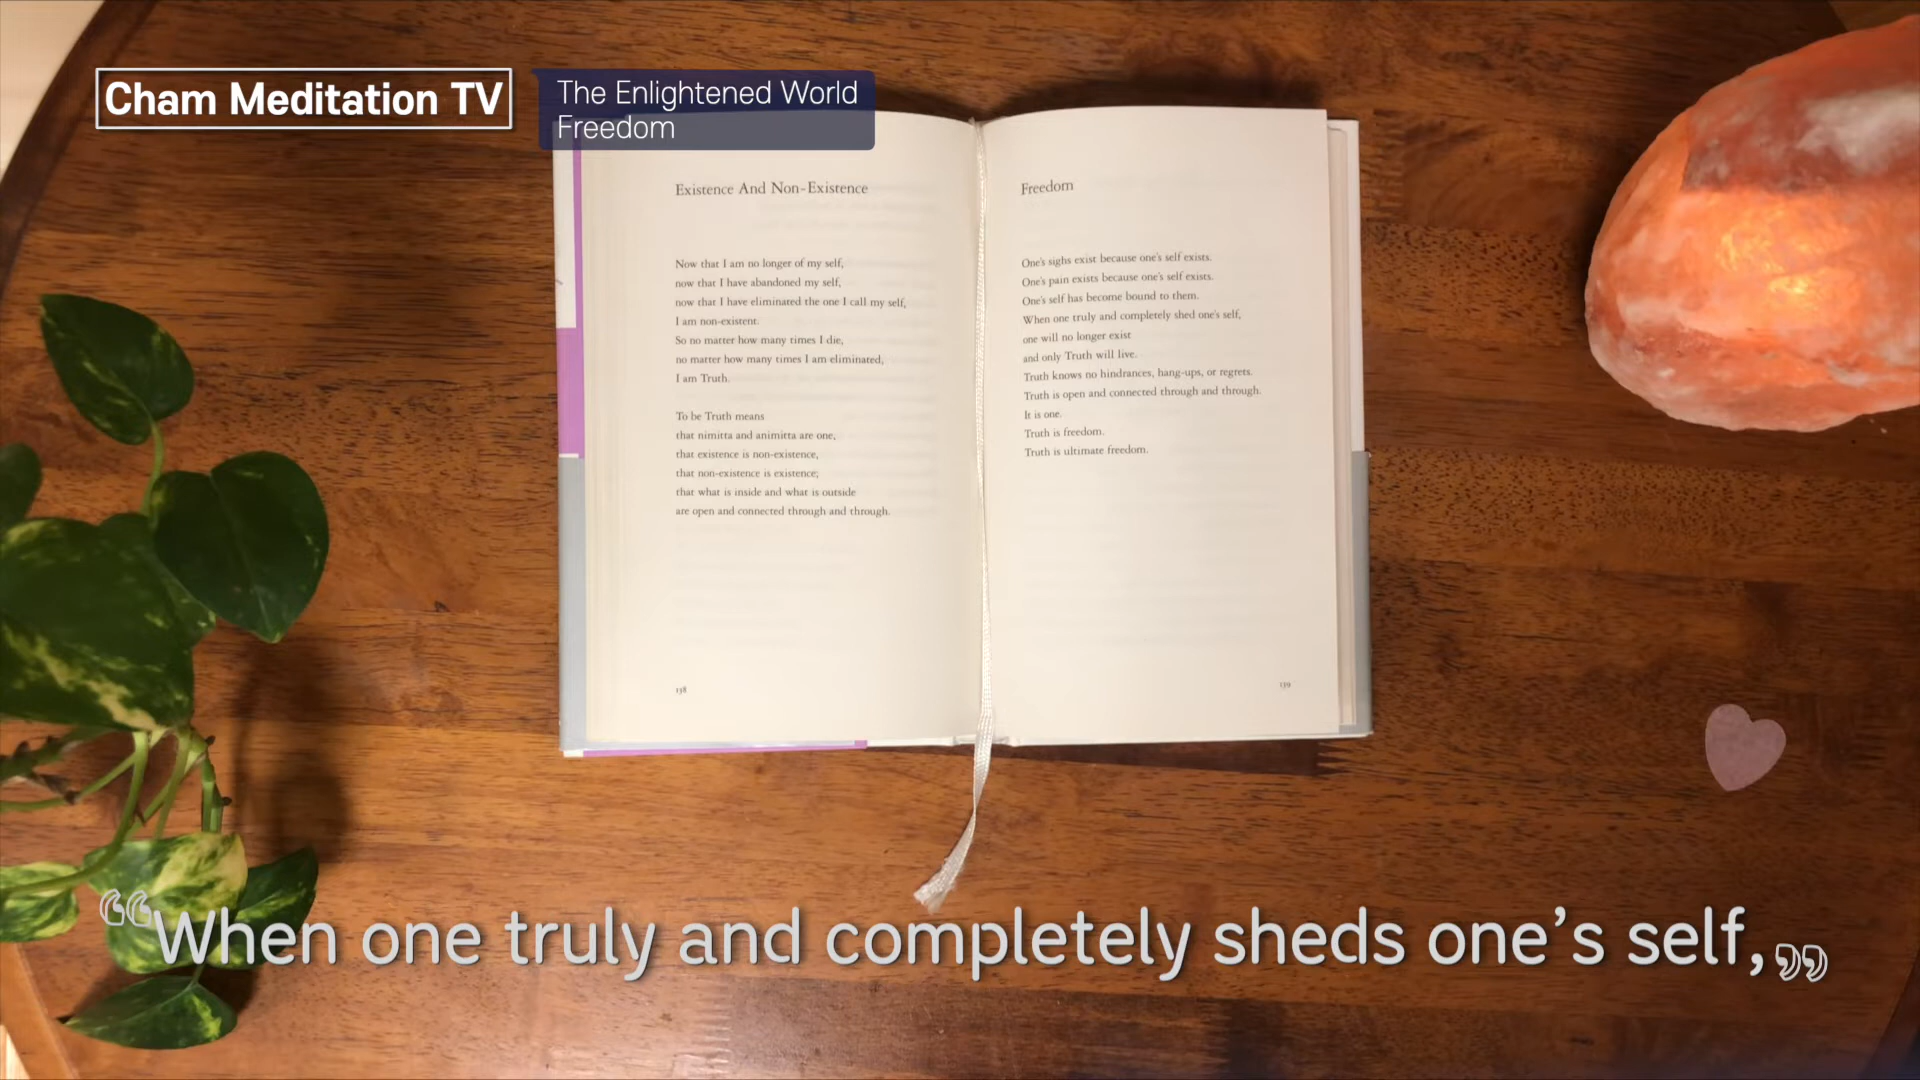 Cham Meditation TV
The Enlightened World
Freedom
Existence And Non-Existence
Now that I am no longer of my self,
now that I have abandoned my self,
now that I have eliminated the one I call my self,
I am non-existent.
So no matter how many times I die,
no matter how many times I am eliminated,
I am Truth.
To be Truth means
that nimitta and animitta are one,
that existence is non-existence,
that non-existence is existence;
that what is inside and what is outside
are open and connected through and through.
138
Freedom
One's sighs exist because one's self exists.
One's pain exists because one's self exists.
One's self has become bound to them.
When one truly and completely shed one's self,
one will no longer exist
and only Truth will live.
Truth knows no hindrances, hang-ups, or regrets.
Truth is open and connected through and through.
It is one.
Truth is freedom.
Truth is ultimate freedom.
139
“When one truly and completely sheds one’s self,”